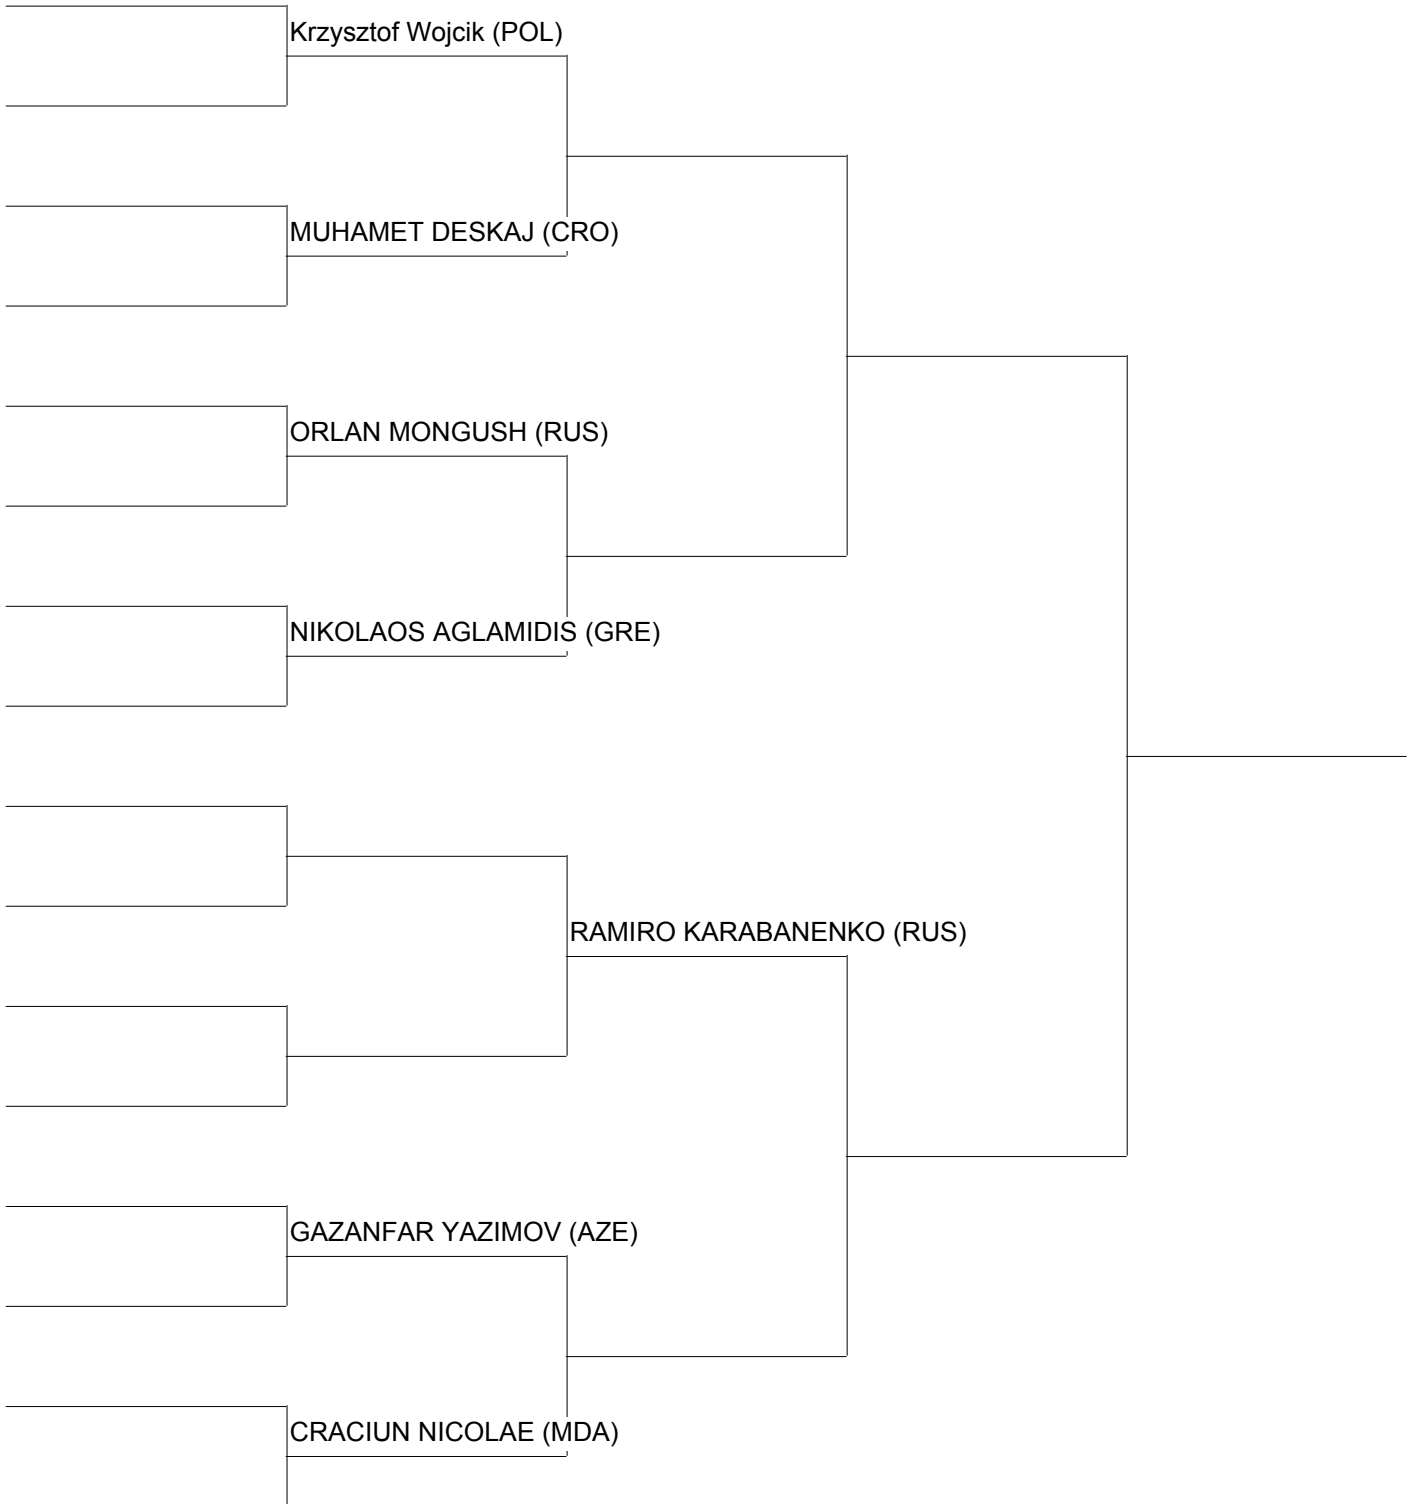 Krzysztof Wojcik (POL)
MUHAMET DESKAJ (CRO)
ORLAN MONGUSH (RUS)
NIKOLAOS AGLAMIDIS (GRE)
RAMIRO KARABANENKO (RUS)
GAZANFAR YAZIMOV (AZE)
CRACIUN NICOLAE (MDA)